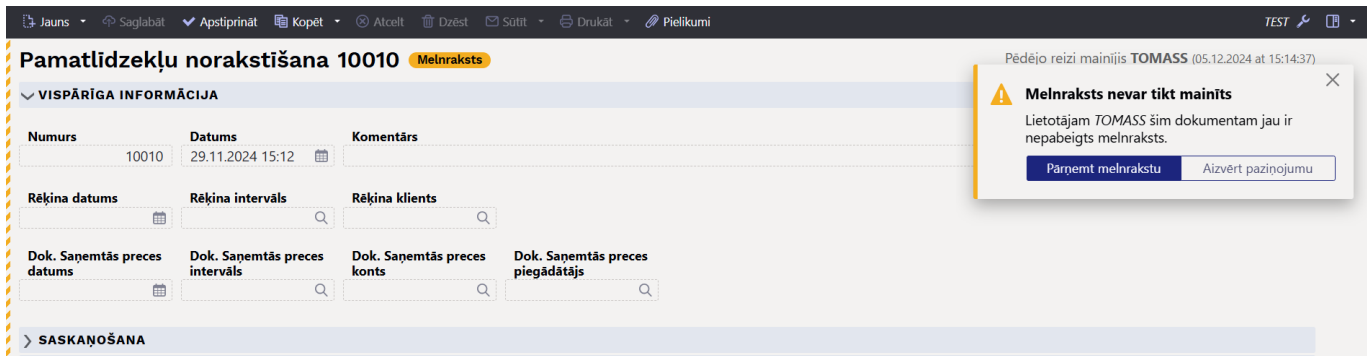 Jauns Saglabāt Apstiprināt Kopēt Atcelt Dzēst Sūtīt Drukāt Pielikumi TEST
Pamatlīdzekļu norakstīšana 10010 Melnraksts
Pēdējo reizi mainījis TOMASS (05.12.2024 at 15:14:37)
VISPĀRĪGA INFORMĀCIJA
Melnraksts nevar tikt mainīts
Lietotājam TOMASS šim dokumentam jau ir
nepabeigts melnraksts.
Pārņemt melnrakstu Aizvērt paziņojumu
Numurs Datums Komentārs
10010 29.11.2024 15:12
Rēķina datums Rēķina intervāls Rēķina klients
Dok. Saņemtās preces Dok. Saņemtās preces Dok. Saņemtās preces Dok. Saņemtās preces
datums intervāls konts piegādātājs
SASKAŅOŠANA